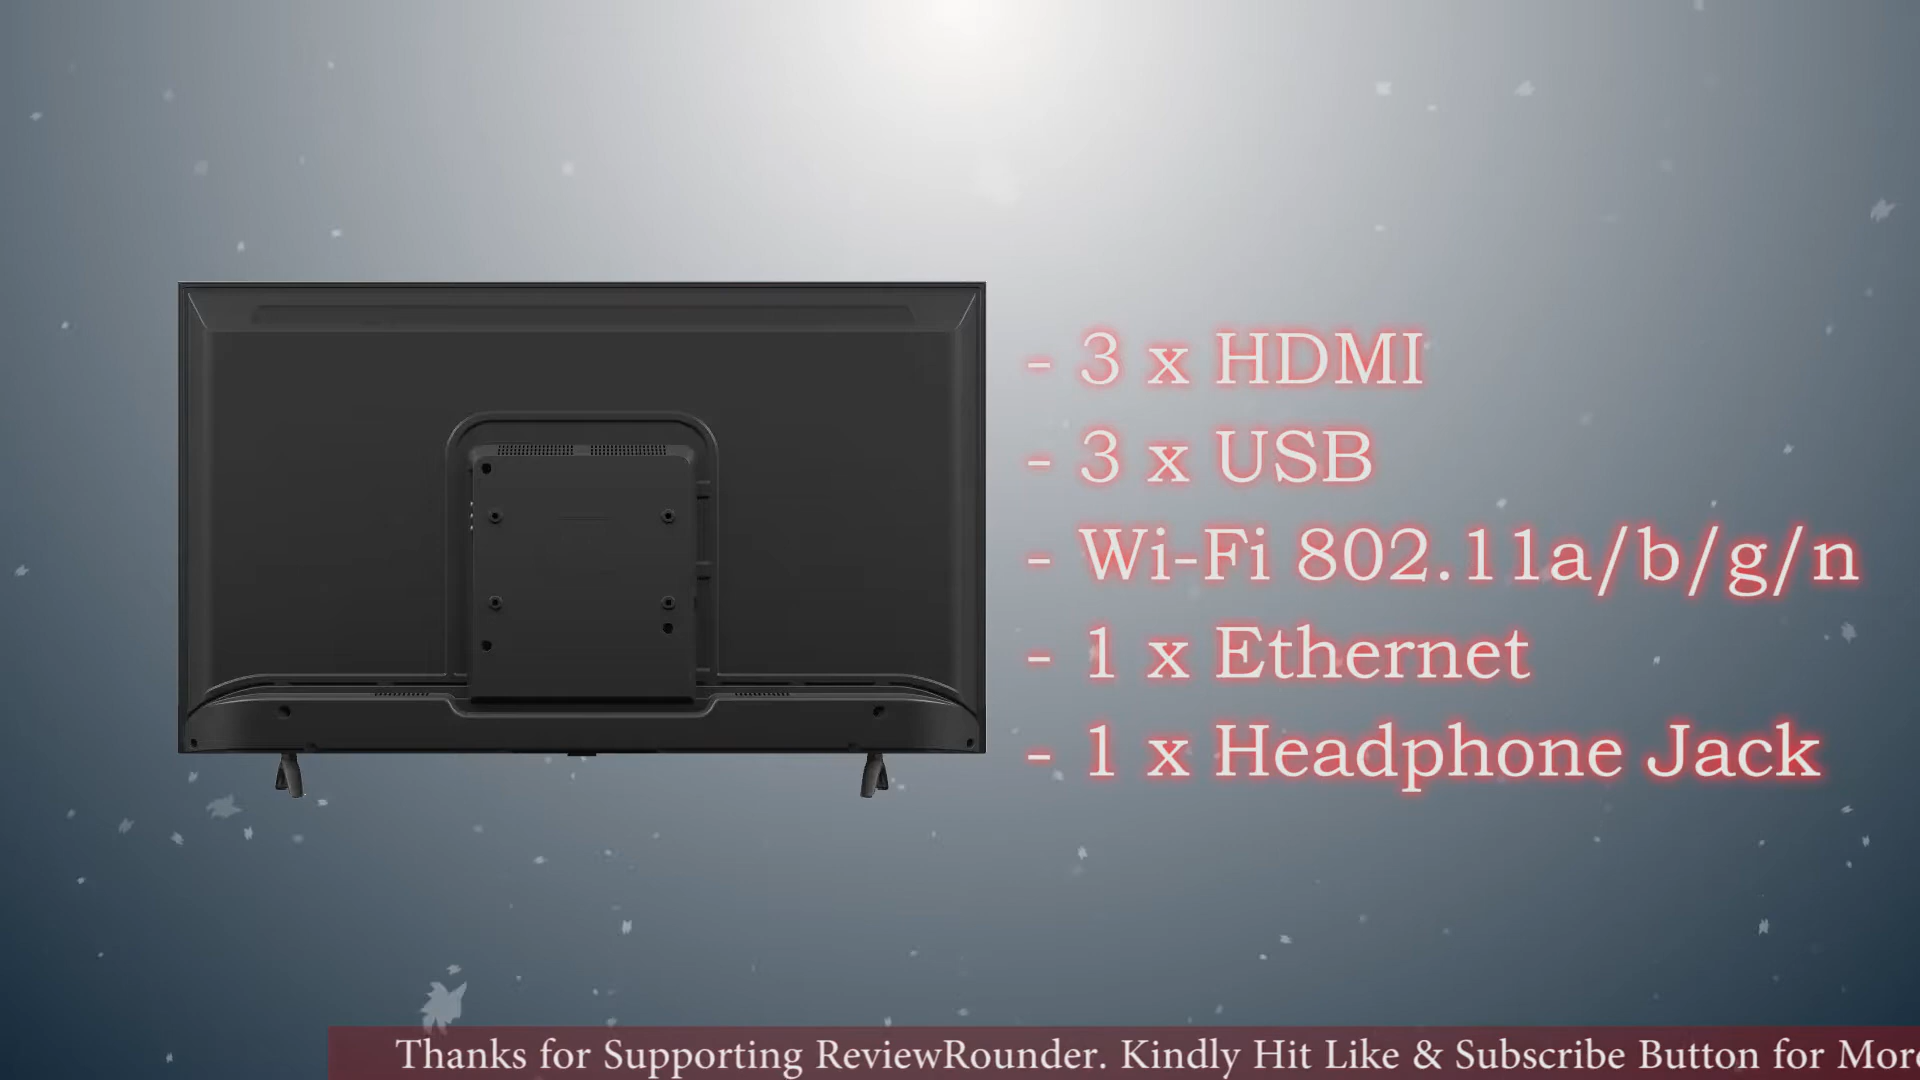 - 3 x HDMI
- 3 x USB
- Wi-Fi 802.11a/b/g/n
- 1 x Ethernet
- 1 x Headphone Jack
Thanks for Supporting ReviewRounder. Kindly Hit Like & Subscribe Button for More